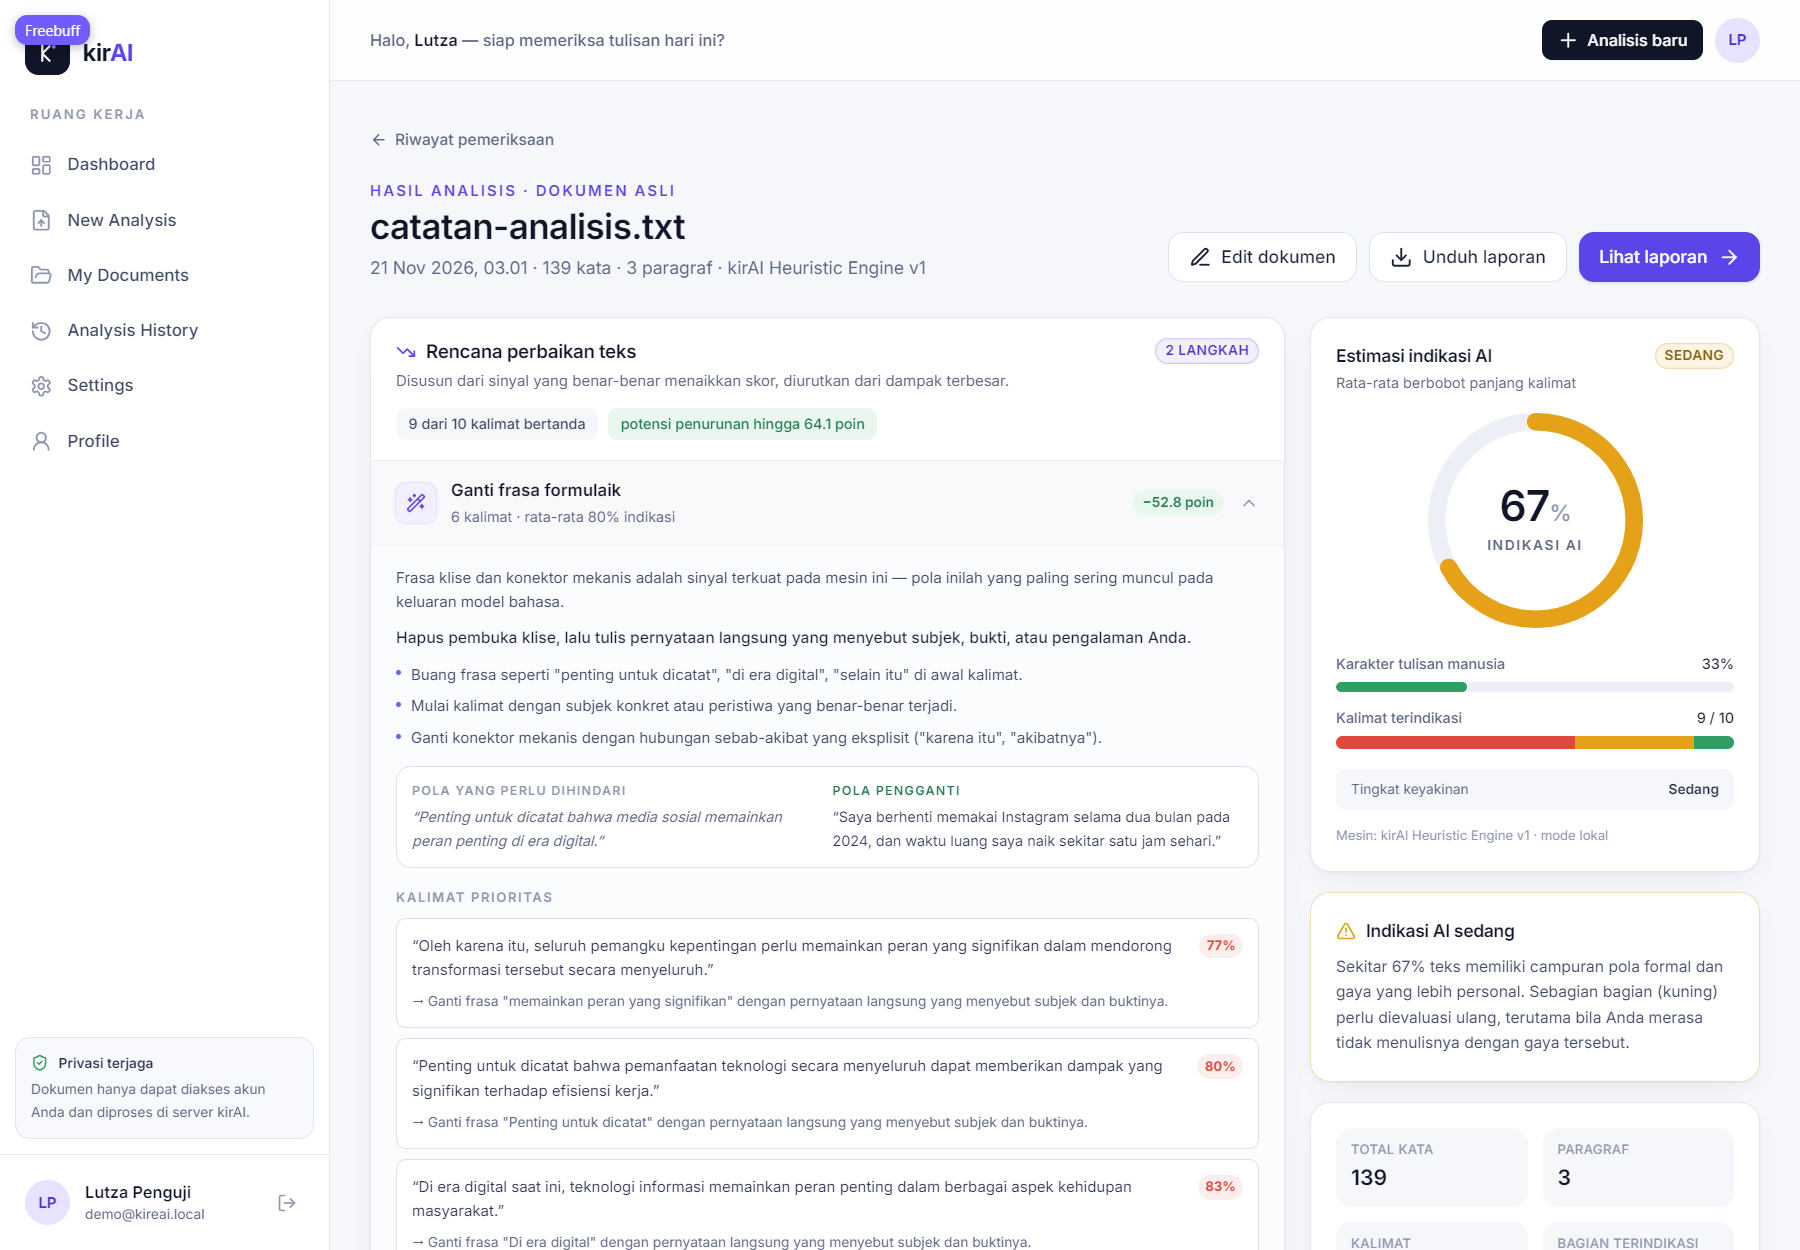 Freebuff
kirAI
RUANG KERJA
Dashboard
New Analysis
My Documents
Analysis History
Settings
Profile
Privasi terjaga
Dokumen hanya dapat diakses akun
Anda dan diproses di server kirAI.
LP
Lutza Penguji
demo@kireai.local
Halo, Lutza — siap memeriksa tulisan hari ini?
Analisis baru
LP
← Riwayat pemeriksaan
HASIL ANALISIS · DOKUMEN ASLI
catatan-analisis.txt
21 Nov 2026, 03.01 · 139 kata · 3 paragraf · kirAI Heuristic Engine v1
Edit dokumen
Unduh laporan
Lihat laporan →
Rencana perbaikan teks
2 LANGKAH
Disusun dari sinyal yang benar-benar menaikkan skor, diurutkan dari dampak terbesar.
9 dari 10 kalimat bertanda
potensi penurunan hingga 64.1 poin
Ganti frasa formulaik
6 kalimat · rata-rata 80% indikasi
−52.8 poin
Frasa klise dan konektor mekanis adalah sinyal terkuat pada mesin ini — pola inilah yang paling sering muncul pada
keluaran model bahasa.
Hapus pembuka klise, lalu tulis pernyataan langsung yang menyebut subjek, bukti, atau pengalaman Anda.
• Buang frasa seperti "penting untuk dicatat", "di era digital", "selain itu" di awal kalimat.
• Mulai kalimat dengan subjek konkret atau peristiwa yang benar-benar terjadi.
• Ganti konektor mekanis dengan hubungan sebab-akibat yang eksplisit ("karena itu", "akibatnya").
POLA YANG PERLU DIHINDARI
“Penting untuk dicatat bahwa media sosial memainkan
peran penting di era digital.”
POLA PENGGANTI
“Saya berhenti memakai Instagram selama dua bulan pada
2024, dan waktu luang saya naik sekitar satu jam sehari.”
KALIMAT PRIORITAS
“Oleh karena itu, seluruh pemangku kepentingan perlu memainkan peran yang signifikan dalam mendorong
transformasi tersebut secara menyeluruh.”
77%
→ Ganti frasa "memainkan peran yang signifikan" dengan pernyataan langsung yang menyebut subjek dan buktinya.
“Penting untuk dicatat bahwa pemanfaatan teknologi secara menyeluruh dapat memberikan dampak yang
signifikan terhadap efisiensi kerja.”
80%
→ Ganti frasa "Penting untuk dicatat" dengan pernyataan langsung yang menyebut subjek dan buktinya.
“Di era digital saat ini, teknologi informasi memainkan peran penting dalam berbagai aspek kehidupan
masyarakat.”
83%
→ Ganti frasa "Di era digital" dengan pernyataan langsung yang menyebut subjek dan buktinya.
Estimasi indikasi AI
SEDANG
Rata-rata berbobot panjang kalimat
67%
INDIKASI AI
Karakter tulisan manusia
33%
Kalimat terindikasi
9 / 10
Tingkat keyakinan
Sedang
Mesin: kirAI Heuristic Engine v1 · mode lokal
Indikasi AI sedang
Sekitar 67% teks memiliki campuran pola formal dan
gaya yang lebih personal. Sebagian bagian (kuning)
perlu dievaluasi ulang, terutama bila Anda merasa
tidak menulisnya dengan gaya tersebut.
TOTAL KATA
139
PARAGRAF
3
KALIMAT
BAGIAN TERINDIKASI